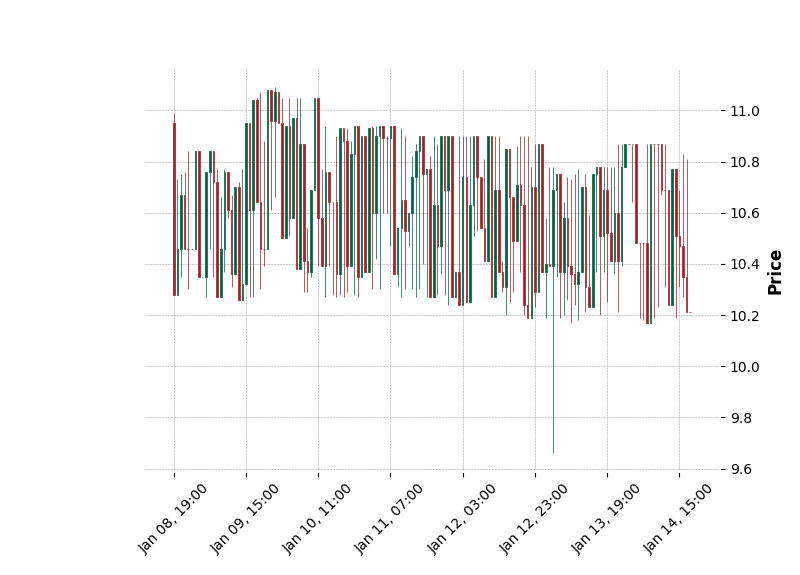 11.0
10.8
10.6
10.4
10.2
10.0
9.8
9.6
Price
Jan 08, 19:00
Jan 09, 15:00
Jan 10, 11:00
Jan 11, 07:00
Jan 12, 03:00
Jan 12, 23:00
Jan 13, 19:00
Jan 14, 15:00